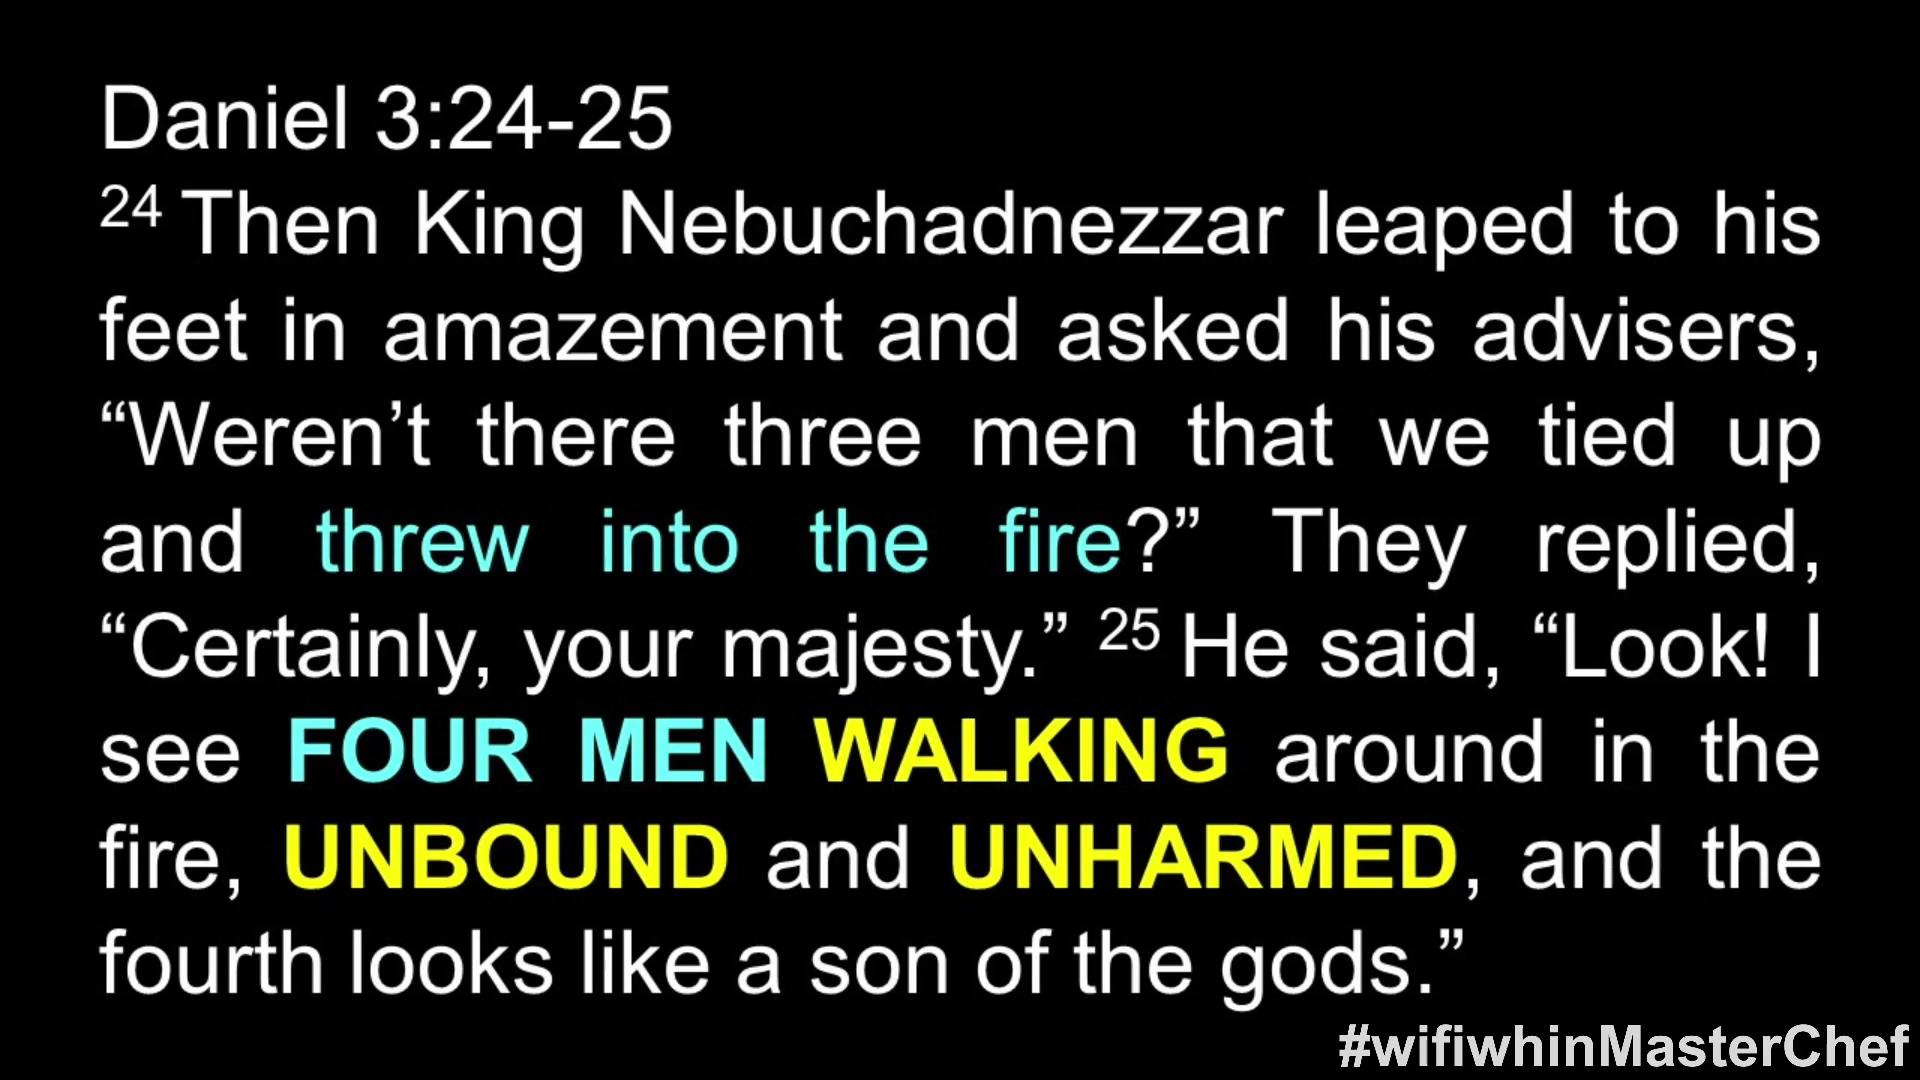 Daniel 3:24-25
24 Then King Nebuchadnezzar leaped to his
feet in amazement and asked his advisers,
“Weren’t there three men that we tied up
and threw into the fire?” They replied,
“Certainly, your majesty.” 25 He said, “Look! I
see FOUR MEN WALKING around in the
fire, UNBOUND and UNHARMED, and the
fourth looks like a son of the gods.”
#wifiwhinMasterChef